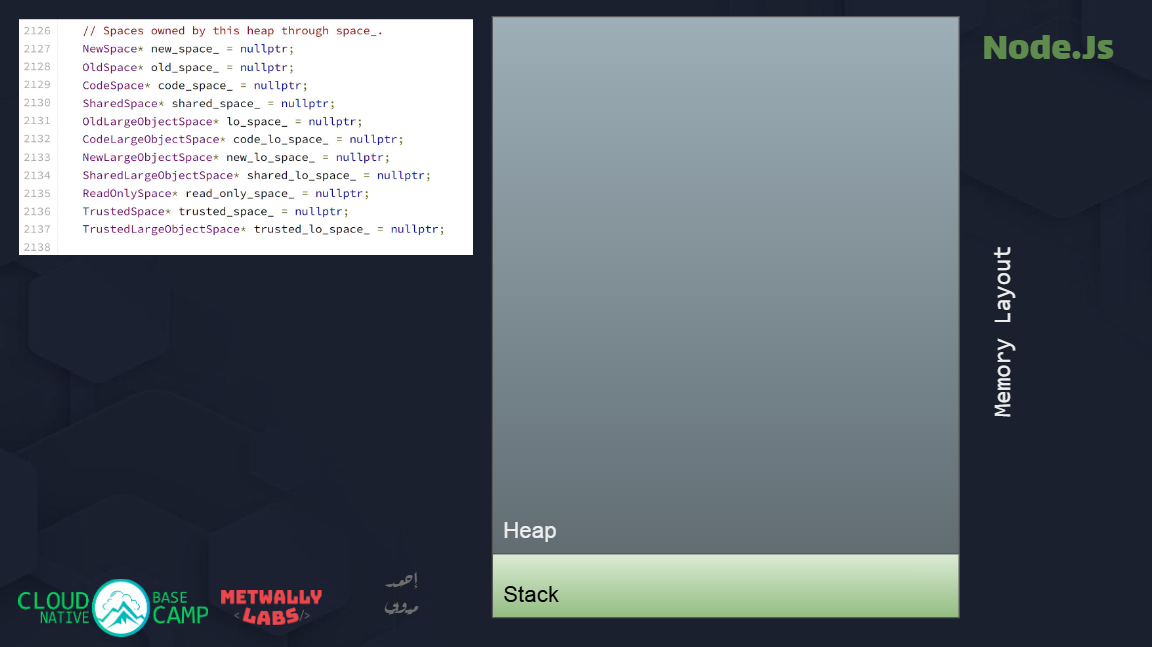 2126 // Spaces owned by this heap through space_.
2127 NewSpace* new_space_ = nullptr;
2128 OldSpace* old_space_ = nullptr;
2129 CodeSpace* code_space_ = nullptr;
2130 SharedSpace* shared_space_ = nullptr;
2131 OldLargeObjectSpace* lo_space_ = nullptr;
2132 CodeLargeObjectSpace* code_lo_space_ = nullptr;
2133 NewLargeObjectSpace* new_lo_space_ = nullptr;
2134 SharedLargeObjectSpace* shared_lo_space_ = nullptr;
2135 ReadOnlySpace* read_only_space_ = nullptr;
2136 TrustedSpace* trusted_space_ = nullptr;
2137 TrustedLargeObjectSpace* trusted_lo_space_ = nullptr;
2138
Heap
Stack
Node.Js
Memory Layout
CLOUD NATIVE BASE CAMP
METWALLY
<LABS/>
أحمد